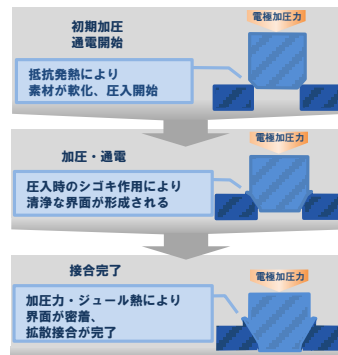 初期加圧
通電開始
電極加圧力
抵抗発熱により
素材が軟化、圧入開始
加圧・通電
電極加圧力
圧入時のシゴキ作用により
清浄な界面が形成される
接合完了
電極加圧力
加圧力・ジュール熱により
界面が密着、
拡散接合が完了